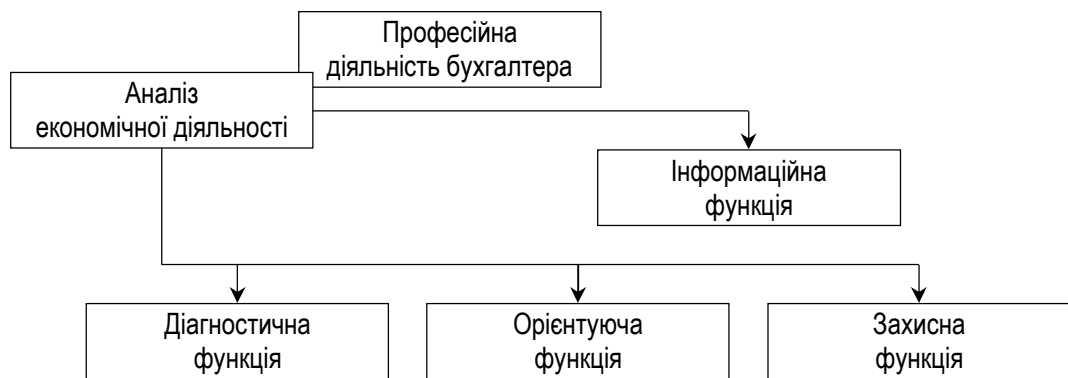 Професійна
діяльність бухгалтера
Аналіз
економічної діяльності
Інформаційна
функція
Діагностична
функція
Орієнтуюча
функція
Захисна
функція